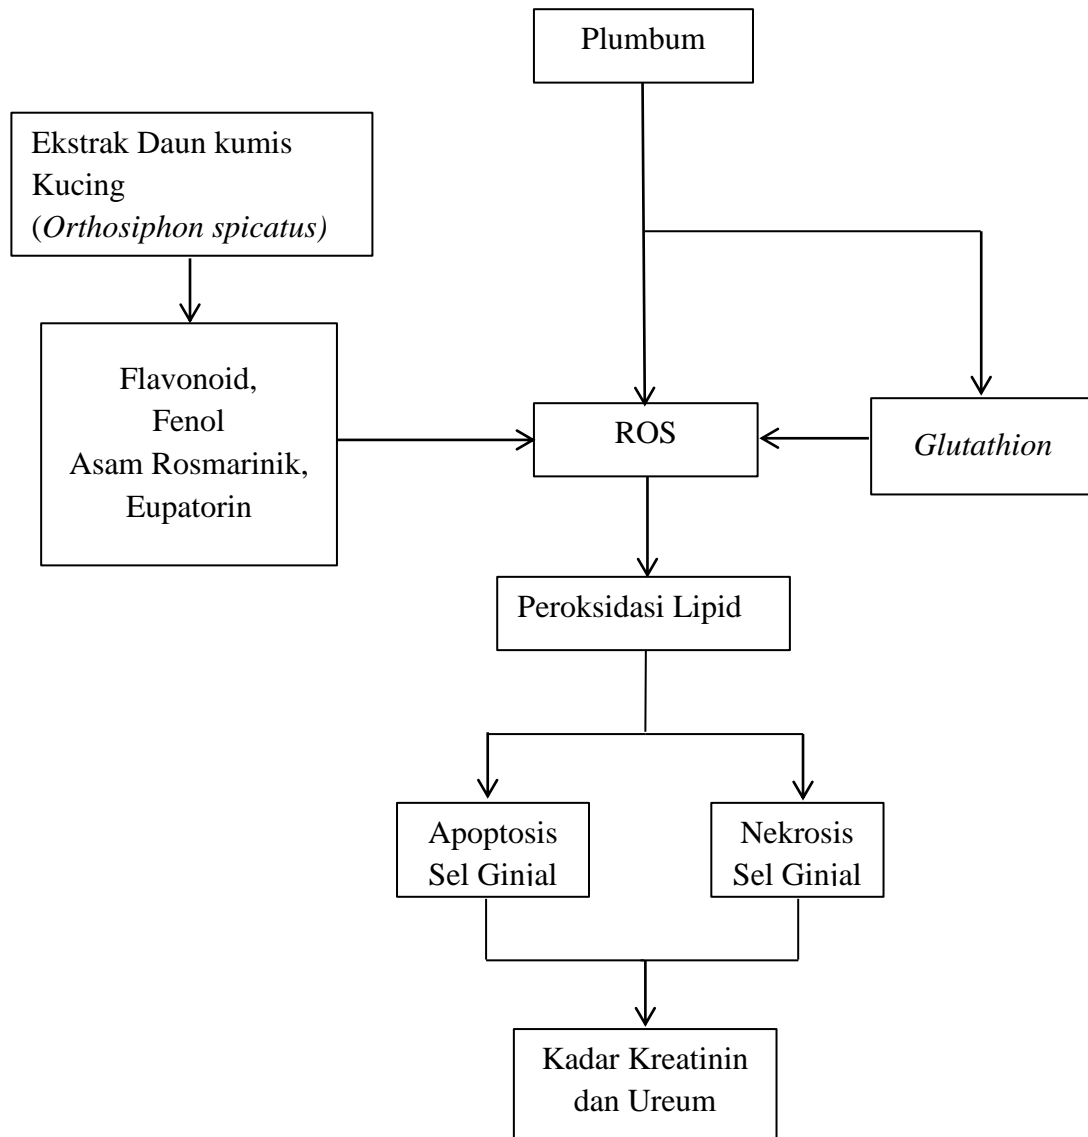 Plumbum
Ekstrak Daun kumis
Kucing
(Orthosiphon spicatus)
Flavonoid,
Fenol
Asam Rosmarinik,
Eupatorin
ROS
Glutathion
Peroksidasi Lipid
Apoptosis
Sel Ginjal
Nekrosis
Sel Ginjal
Kadar Kreatinin
dan Ureum